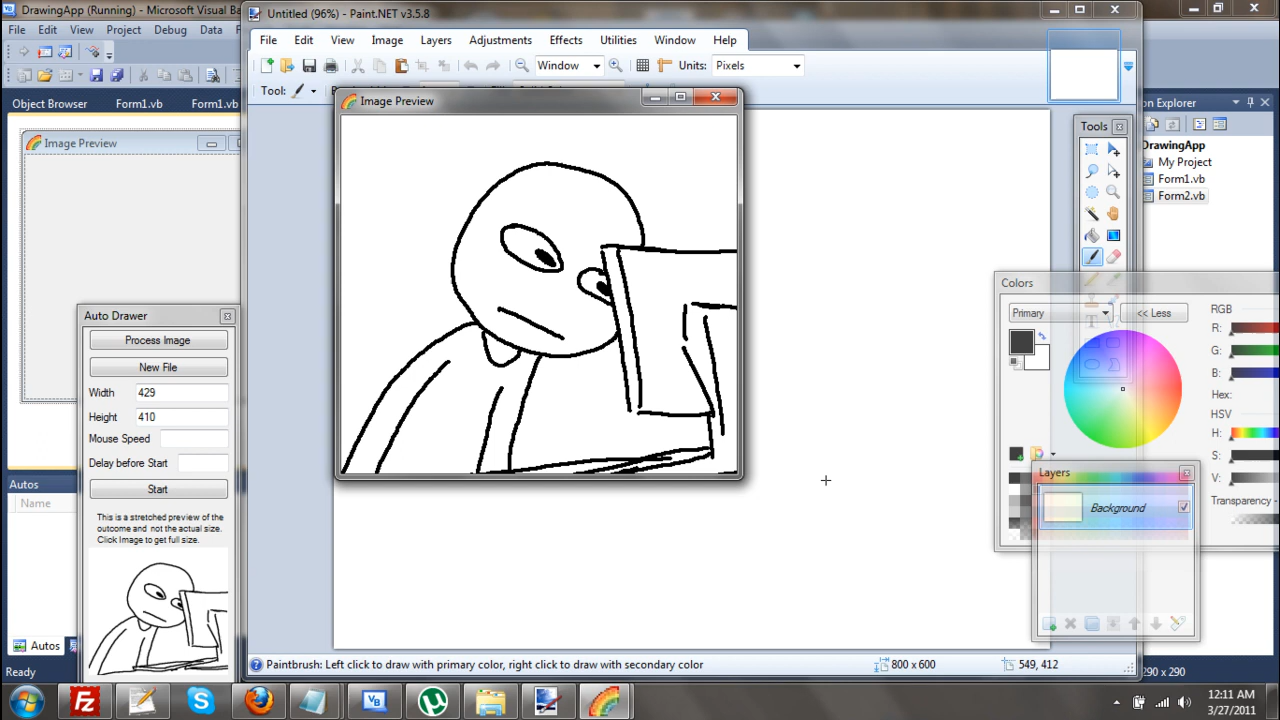 DrawingApp (Running) - Microsoft Visual Ba
Untitled (96%) - Paint.NET v3.5.8
File Edit View Project Debug Data
File Edit View Image Layers Adjustments Effects Utilities Window Help
Window Units: Pixels
Tool:
Object Browser Form1.vb Form1.vb
Image Preview
Image Preview
Tools
on Explorer
DrawingApp
My Project
Form1.vb
Form2.vb
Auto Drawer
Process Image
New File
Width 429
Height 410
Mouse Speed
Delay before Start
Start
This is a stretched preview of the
outcome and not the actual size.
Click Image to get full size.
Autos
Name
Autos
Ready
Colors
Primary << Less RGB
R:
G:
B:
Hex:
HSV
H:
S:
V:
Transparency -
Layers
Background
Paintbrush: Left click to draw with primary color, right click to draw with secondary color 800 x 600 549, 412
290 x 290
12:11 AM
3/27/2011